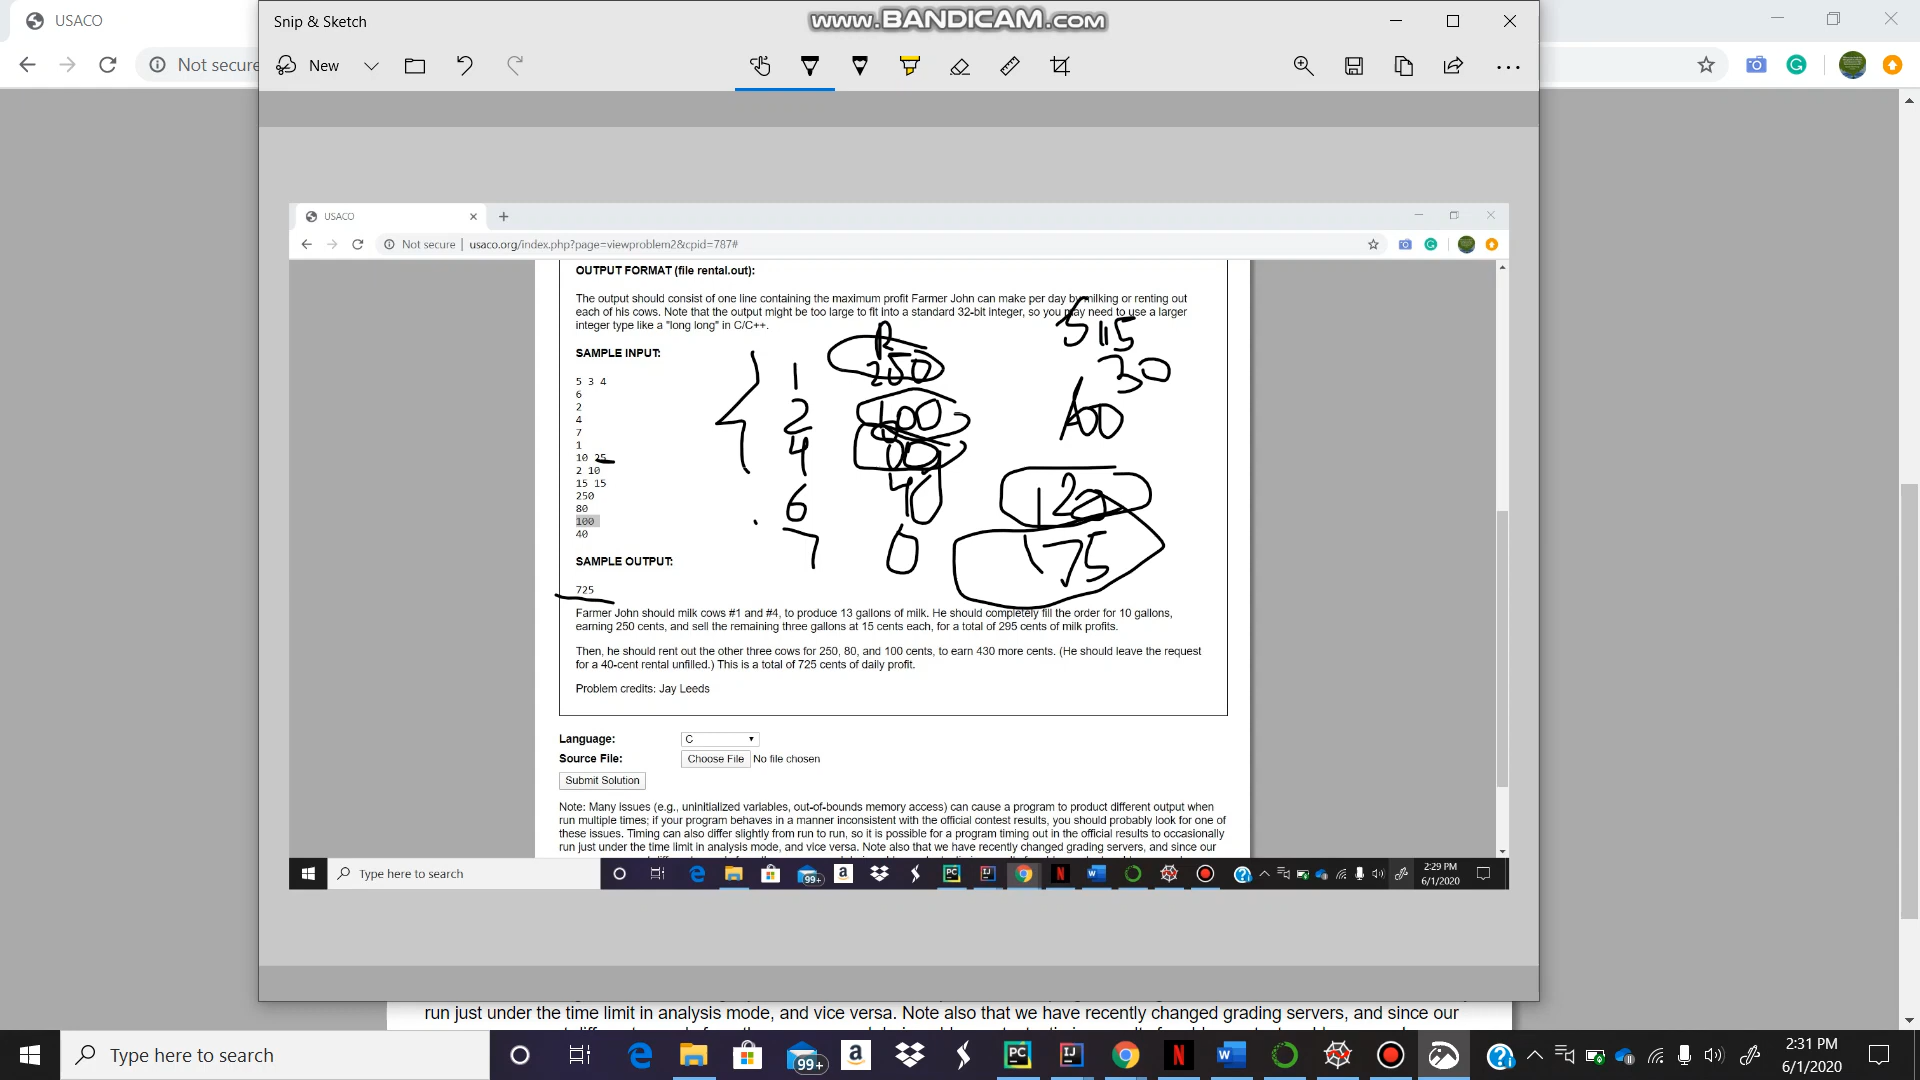 USACO
Snip & Sketch
www.BANDICAM.com
Not secure
New
USACO
Not secure | usaco.org/index.php?page=viewproblem2&cpid=787#
OUTPUT FORMAT (file rental.out):
The output should consist of one line containing the maximum profit Farmer John can make per day by milking or renting out
each of his cows. Note that the output might be too large to fit into a standard 32-bit integer, so you may need to use a larger
integer type like a "long long" in C/C++.
SAMPLE INPUT:
5 3 4
6
2
4
7
1
10 25
2 10
15 15
250
80
100
40
1
2
4
6
7
R
250
100
40
0
S
115
30
100
120
175
SAMPLE OUTPUT:
725
Farmer John should milk cows #1 and #4, to produce 13 gallons of milk. He should completely fill the order for 10 gallons,
earning 250 cents, and sell the remaining three gallons at 15 cents each, for a total of 295 cents of milk profits.
Then, he should rent out the other three cows for 250, 80, and 100 cents, to earn 430 more cents. (He should leave the request
for a 40-cent rental unfilled.) This is a total of 725 cents of daily profit.
Problem credits: Jay Leeds
Language: C
Source File: Choose File No file chosen
Submit Solution
Note: Many issues (e.g., uninitialized variables, out-of-bounds memory access) can cause a program to product different output when
run multiple times; if your program behaves in a manner inconsistent with the official contest results, you should probably look for one of
these issues. Timing can also differ slightly from run to run, so it is possible for a program timing out in the official results to occasionally
run just under the time limit in analysis mode, and vice versa. Note also that we have recently changed grading servers, and since our
Type here to search
99+
2:29 PM
6/1/2020
run just under the time limit in analysis mode, and vice versa. Note also that we have recently changed grading servers, and since our
Type here to search
99+
2:31 PM
6/1/2020